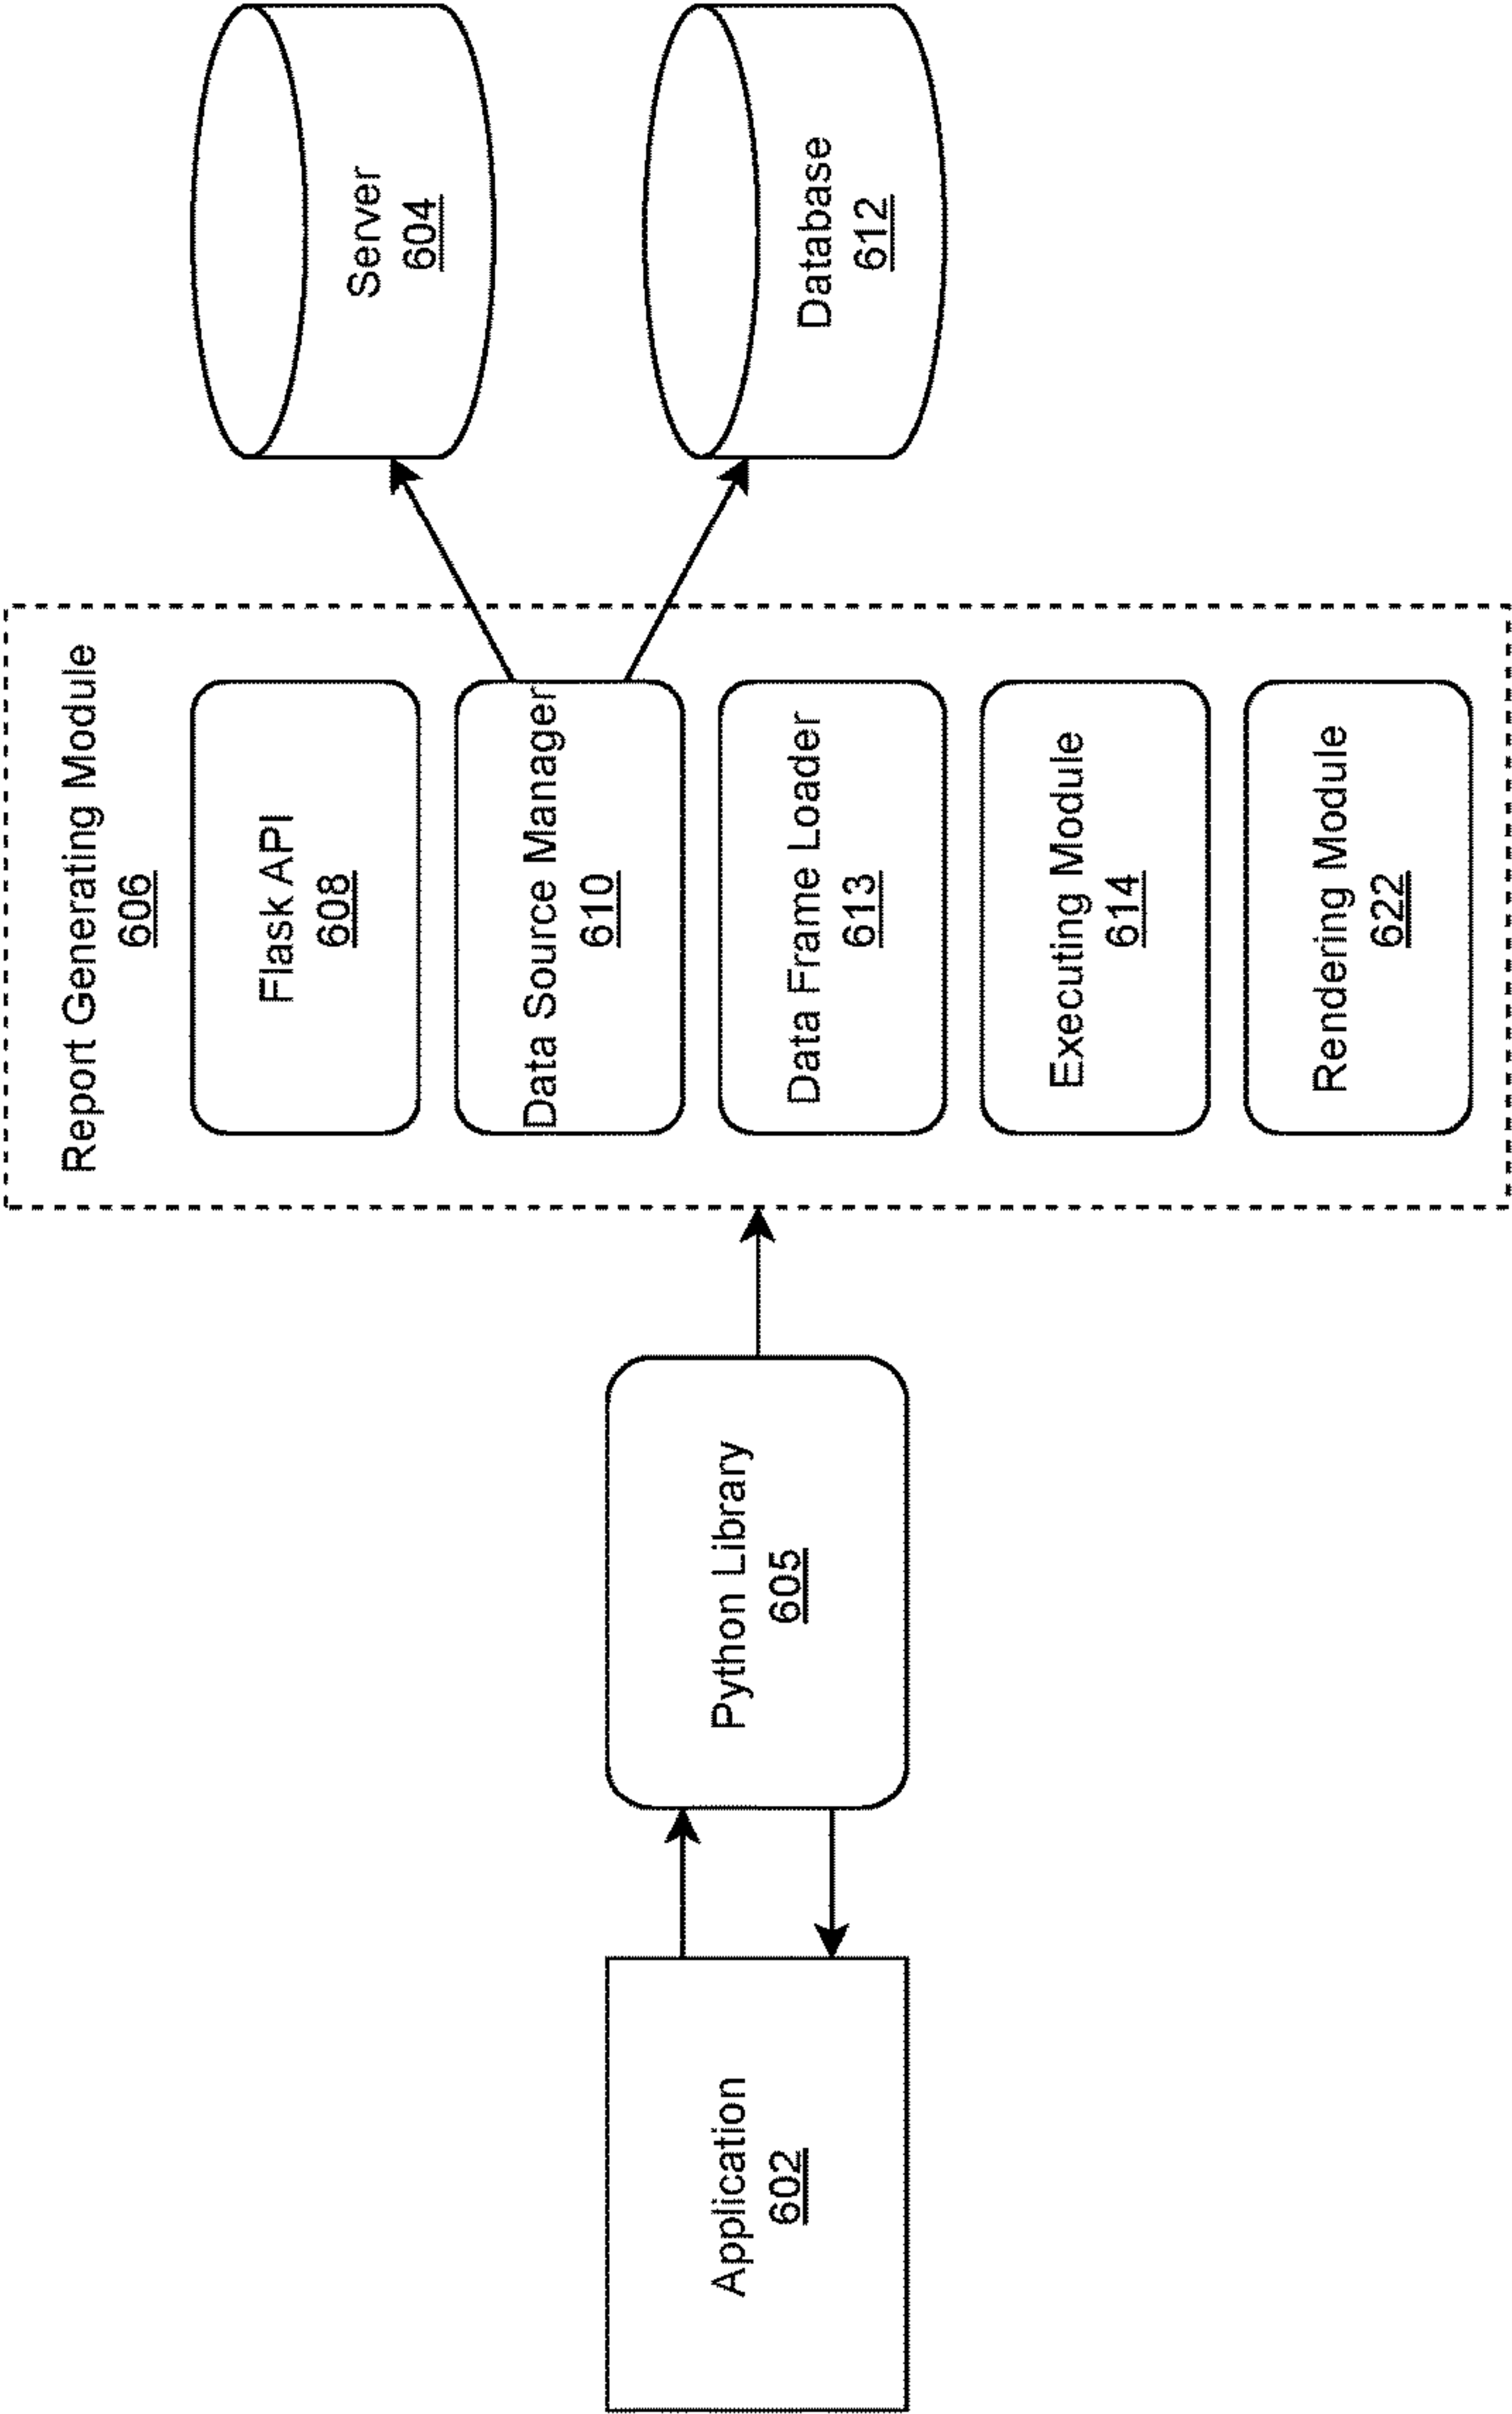 Application
602
Python Library
605
Report Generating Module
606
Flask API
608
Data Source Manager
610
Data Frame Loader
613
Executing Module
614
Rendering Module
622
Server
604
Database
612